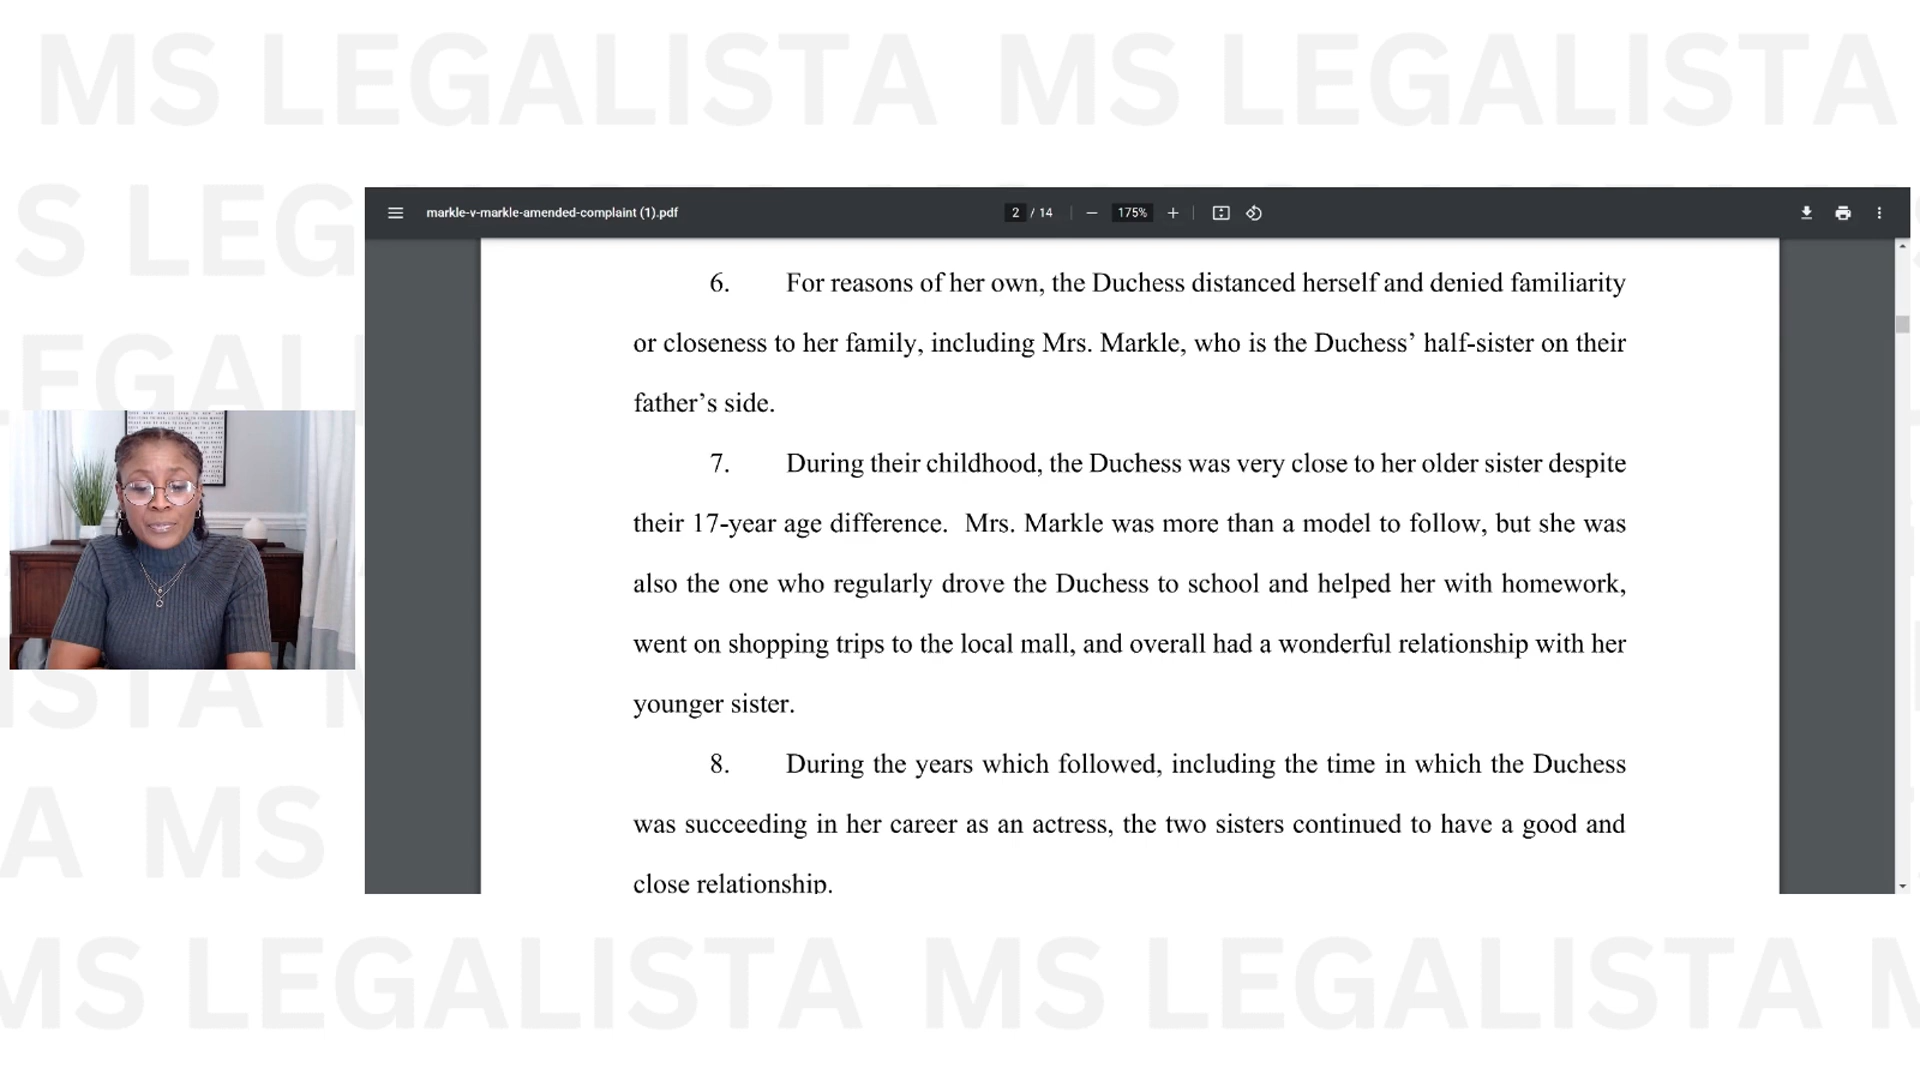 MS LEGALISTA MS LEGALISTA
S LEG
markle-v-markle-amended-complaint (1).pdf
2 / 14
175%
6. For reasons of her own, the Duchess distanced herself and denied familiarity
or closeness to her family, including Mrs. Markle, who is the Duchess’ half-sister on their
father’s side.
7. During their childhood, the Duchess was very close to her older sister despite
their 17-year age difference. Mrs. Markle was more than a model to follow, but she was
also the one who regularly drove the Duchess to school and helped her with homework,
went on shopping trips to the local mall, and overall had a wonderful relationship with her
younger sister.
8. During the years which followed, including the time in which the Duchess
was succeeding in her career as an actress, the two sisters continued to have a good and
close relationship.
EGALI
ISTA M
A MS
MS LEGALISTA MS LEGALISTA M